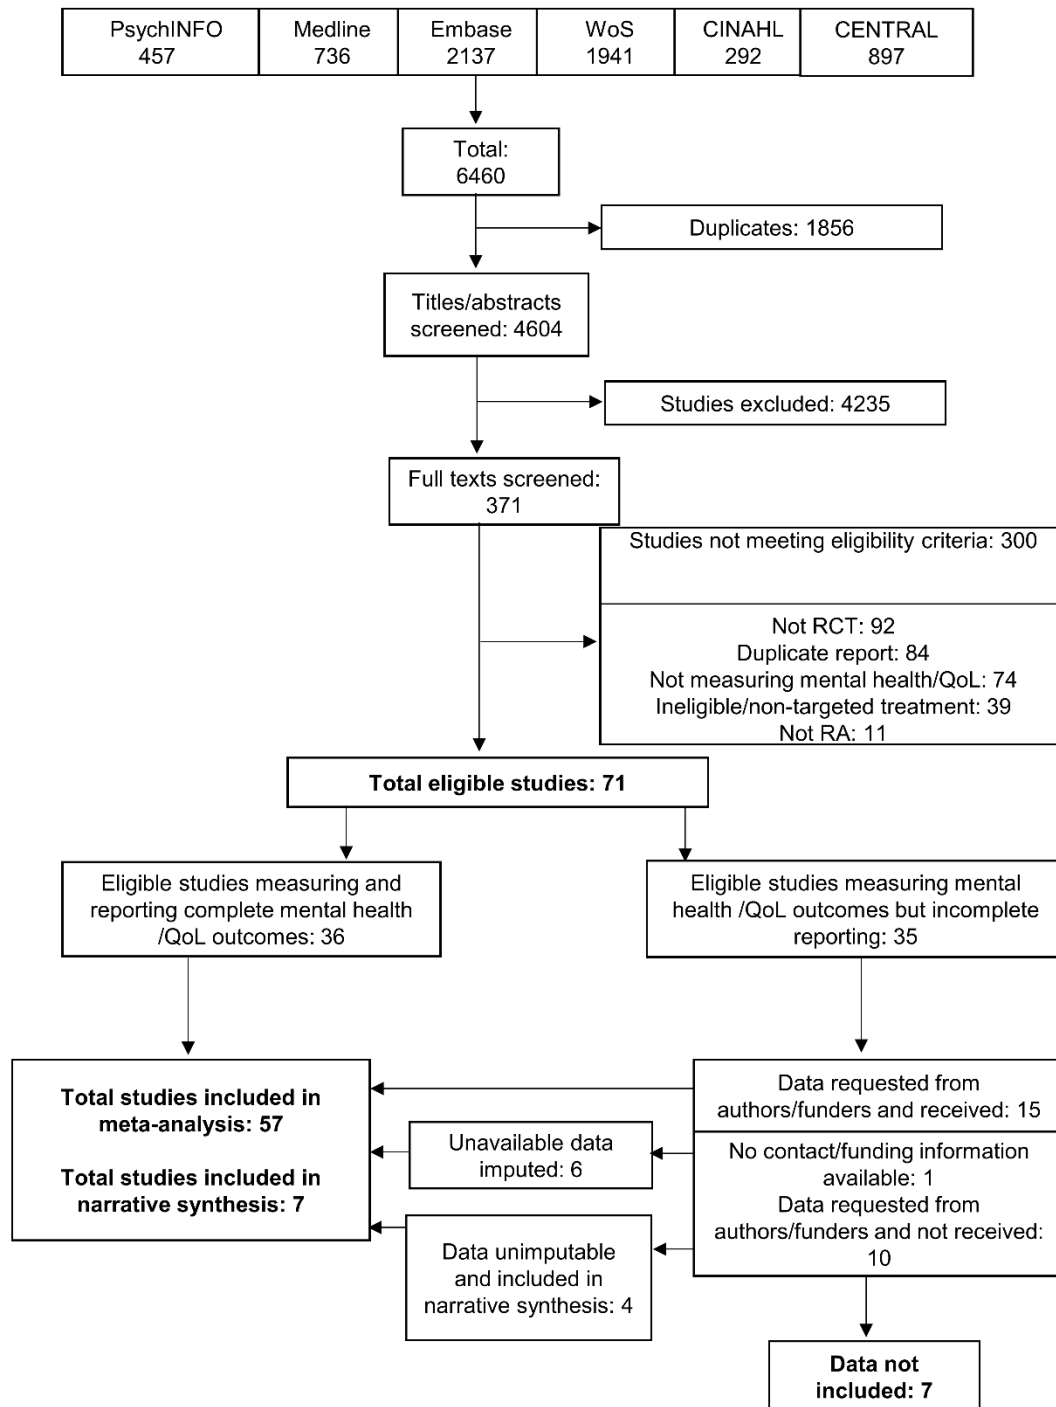 PsychINFO
457
Medline
736
Embase
2137
WoS
1941
CINAHL
292
CENTRAL
897
Total:
6460
Duplicates: 1856
Titles/abstracts
screened: 4604
Studies excluded: 4235
Full texts screened:
371
Studies not meeting eligibility criteria: 300
Not RCT: 92
Duplicate report: 84
Not measuring mental health/QoL: 74
Ineligible/non-targeted treatment: 39
Not RA: 11
Total eligible studies: 71
Eligible studies measuring and
reporting complete mental health
/QoL outcomes: 36
Eligible studies measuring mental
health /QoL outcomes but incomplete
reporting: 35
Total studies included in
meta-analysis: 57
Total studies included in
narrative synthesis: 7
Unavailable data
imputed: 6
Data unimputable
and included in
narrative synthesis: 4
Data requested from
authors/funders and received: 15
No contact/funding information
available: 1
Data requested from
authors/funders and not received:
10
Data not
included: 7